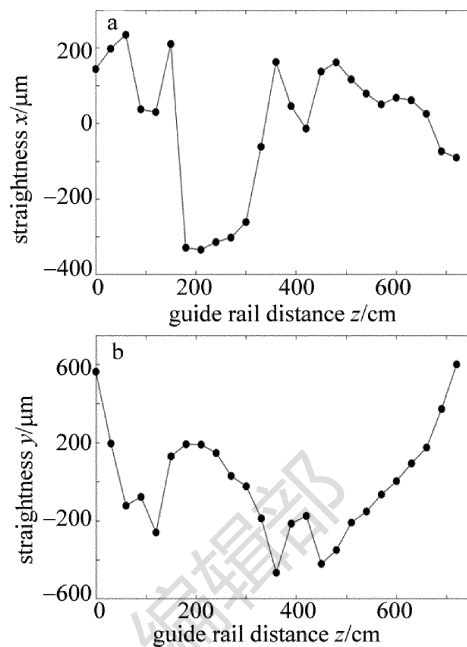 a
straightness x/μm
200
0
−200
−400
0
200
400
600
guide rail distance z/cm
b
straightness y/μm
600
200
−200
−600
0
200
400
600
guide rail distance z/cm
编辑部